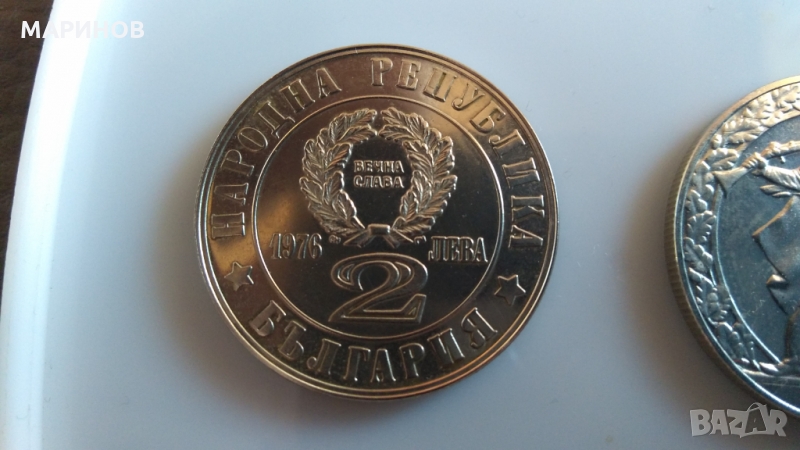 МАРИНОВ
НАРОДНА РЕПУБЛИКА
ВЕЧНА
СЛАВА
1976 ЛЕВА
2
БЪЛГАРИЯ
BAZAR